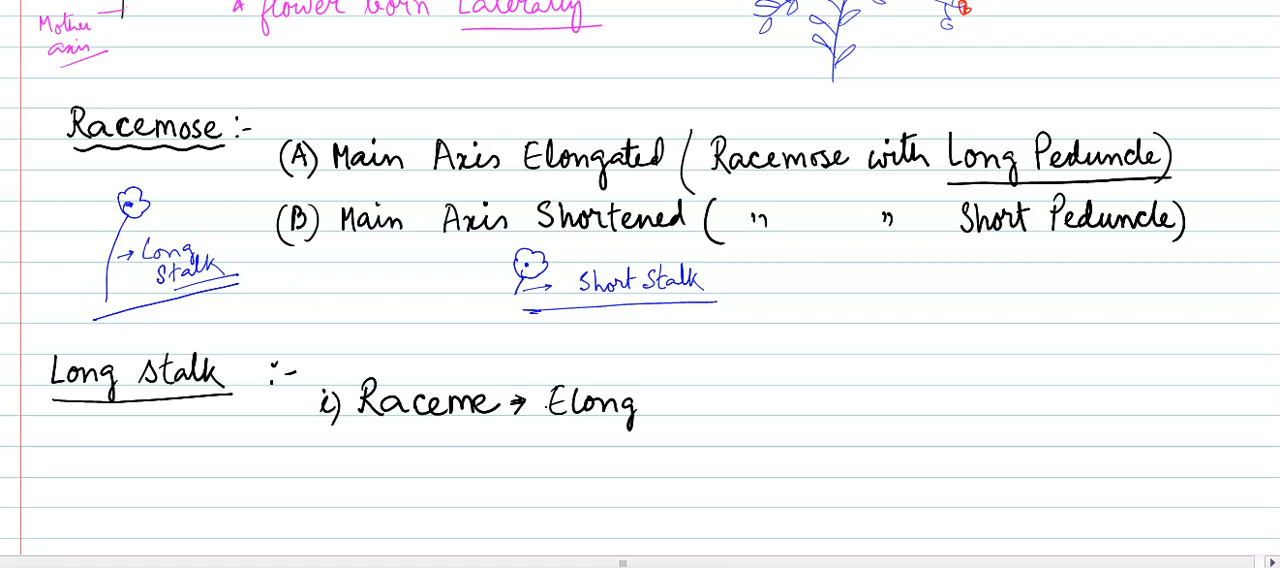 A flower born Laterally
Mother
axis
Racemose :-
(A) Main Axis Elongated ( Racemose with Long Peduncle)
(B) Main Axis Shortened ( " " Short Peduncle)
→ Long
Stalk
→ Short Stalk
Long Stalk :-
i) Raceme → Elong